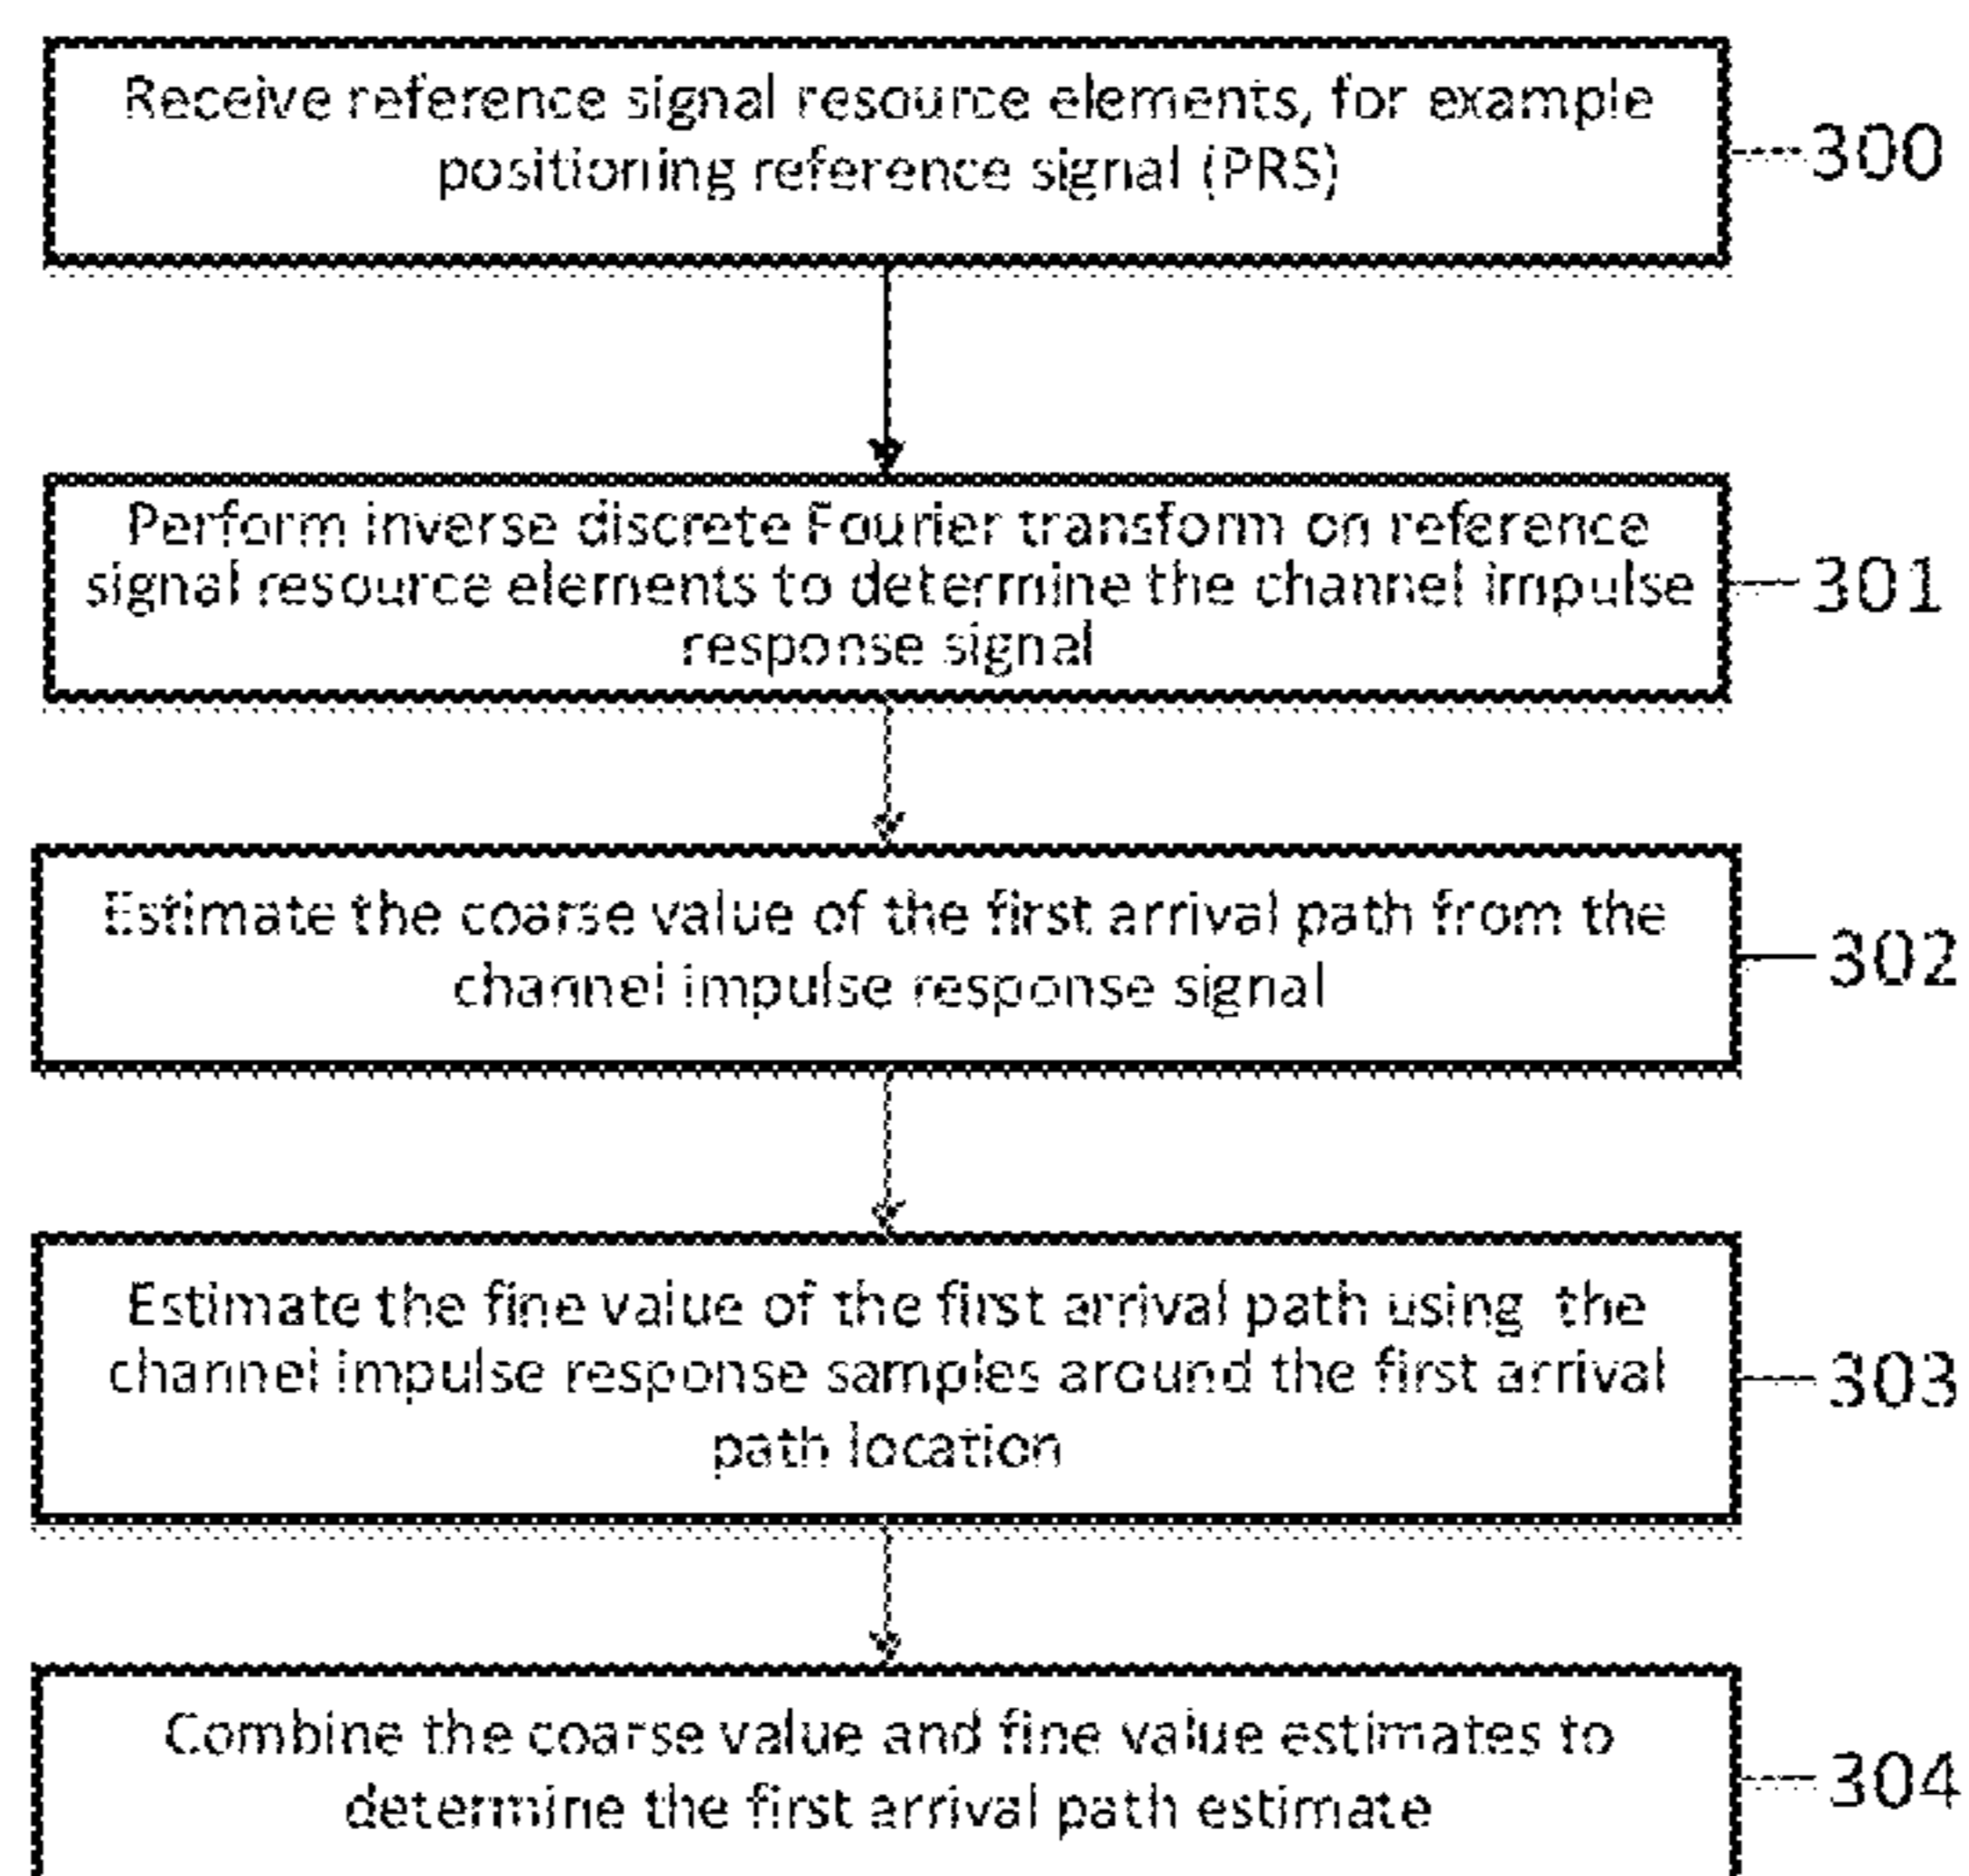 Receive reference signal resource elements, for example
positioning reference signal (PRS)
300
Perform inverse discrete Fourier transform on reference
signal resource elements to determine the channel impulse
response signal
301
Estimate the coarse value of the first arrival path from the
channel impulse response signal
302
Estimate the fine value of the first arrival path using the
channel impulse response samples around the first arrival
path location
303
Combine the coarse value and fine value estimates to
determine the first arrival path estimate
304